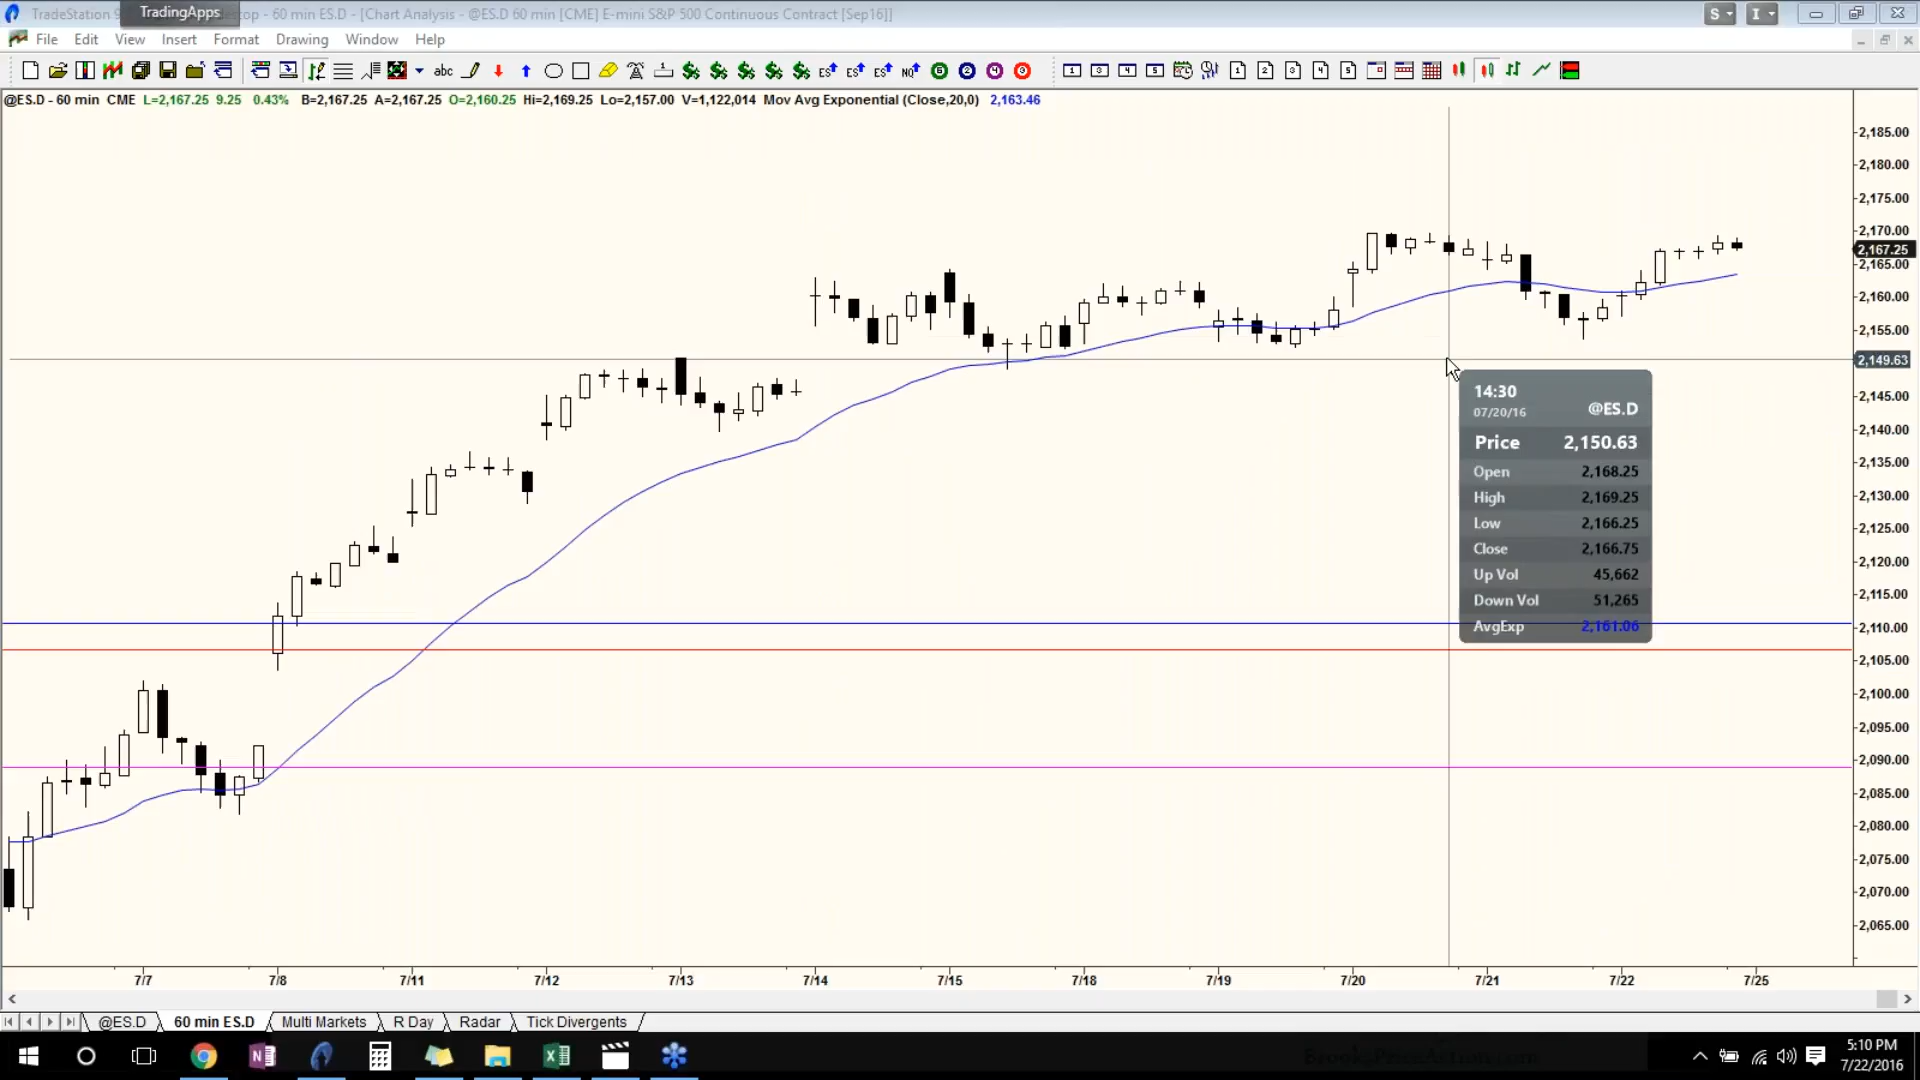 TradeStation 9 top - 60 min ES.D - [Chart Analysis - @ES.D 60 min [CME] E-mini S&P 500 Continuous Contract [Sep16]]
TradingApps
S I
File Edit View Insert Format Drawing Window Help
@ES.D - 60 min CME L=2,167.25 9.25 0.43% B=2,167.25 A=2,167.25 O=2,160.25 Hi=2,169.25 Lo=2,157.00 V=1,122,014 Mov Avg Exponential (Close,20,0) 2,163.46
2,185.00
2,180.00
2,175.00
2,170.00
2,167.25
2,165.00
2,160.00
2,155.00
2,149.63
2,145.00
2,140.00
2,135.00
2,130.00
2,125.00
2,120.00
2,115.00
2,110.00
2,105.00
2,100.00
2,095.00
2,090.00
2,085.00
2,080.00
2,075.00
2,070.00
2,065.00
14:30
07/20/16 @ES.D
Price 2,150.63
Open 2,168.25
High 2,169.25
Low 2,166.25
Close 2,166.75
Up Vol 45,662
Down Vol 51,265
AvgExp 2,161.06
7/7 7/8 7/11 7/12 7/13 7/14 7/15 7/18 7/19 7/20 7/21 7/22 7/25
@ES.D 60 min ES.D Multi Markets R Day Radar Tick Divergents
BrooksPriceAction.com
5:10 PM
7/22/2016